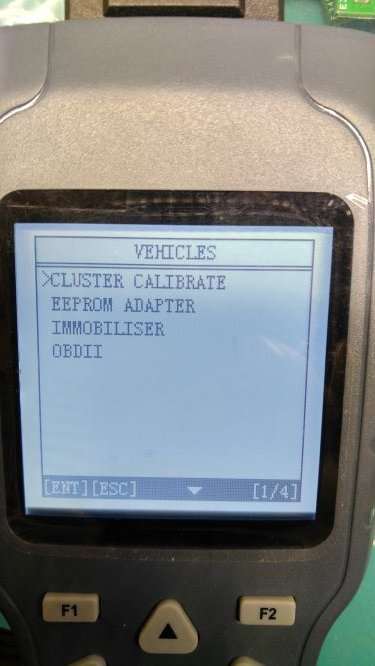 VEHICLES
>CLUSTER CALIBRATE
EEPROM ADAPTER
IMMOBILISER
OBDII
[ENT][ESC] [1/4]
F1 F2